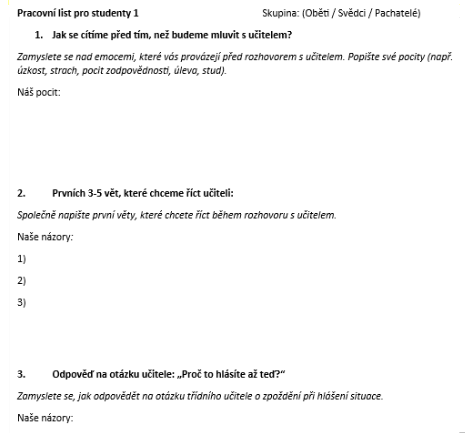 Pracovní list pro studenty 1 Skupina: (Oběti / Svědci / Pachatelé)
1. Jak se cítíme před tím, než budeme mluvit s učitelem?
Zamyslete se nad emocemi, které vás provázejí před rozhovorem s učitelem. Popište své pocity (např.
úzkost, strach, pocit zodpovědnosti, úleva, stud).
Náš pocit:
2. Prvních 3-5 vět, které chceme říct učiteli:
Společně napište první věty, které chcete říct během rozhovoru s učitelem.
Naše názory:
1)
2)
3)
3. Odpověď na otázku učitele: „Proč to hlásíte až teď?“
Zamyslete se, jak odpovědět na otázku třídního učitele o zpoždění při hlášení situace.
Naše názory: